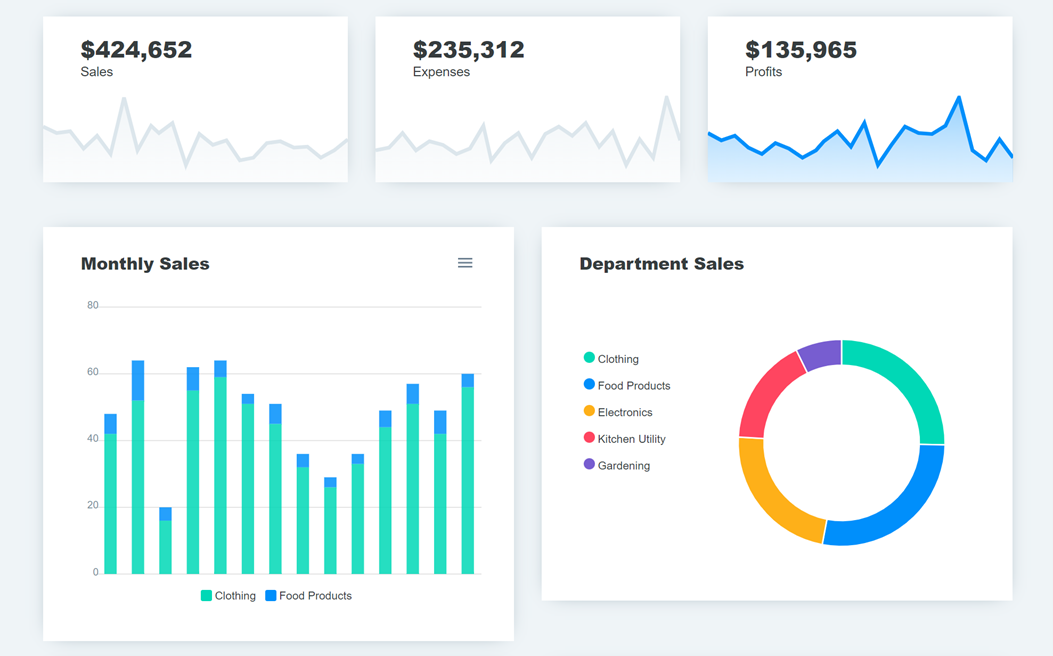 $424,652
Sales
$235,312
Expenses
$135,965
Profits
Monthly Sales
80
60
40
20
0
Clothing Food Products
Department Sales
Clothing
Food Products
Electronics
Kitchen Utility
Gardening